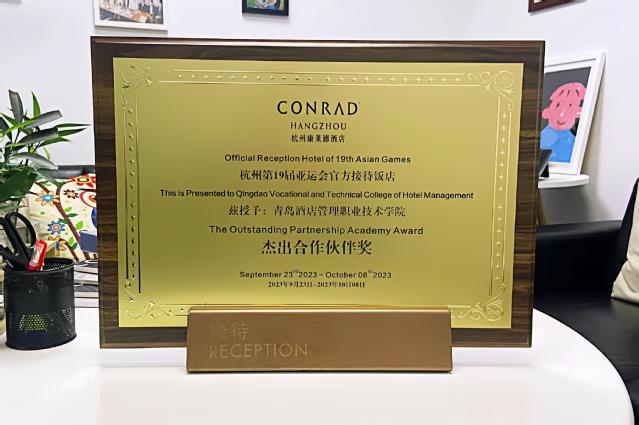 CONRAD
HANGZHOU
杭州康莱德酒店
Official Reception Hotel of 19th Asian Games
杭州第19届亚运会官方接待饭店
This is Presented to Qingdao Vocational and Technical College of Hotel Management
兹授予：青岛酒店管理职业技术学院
The Outstanding Partnership Academy Award
杰出合作伙伴奖
September 23rd2023 – October 08th2023
2023年9月23日–2023年10月08日
接待
RECEPTION